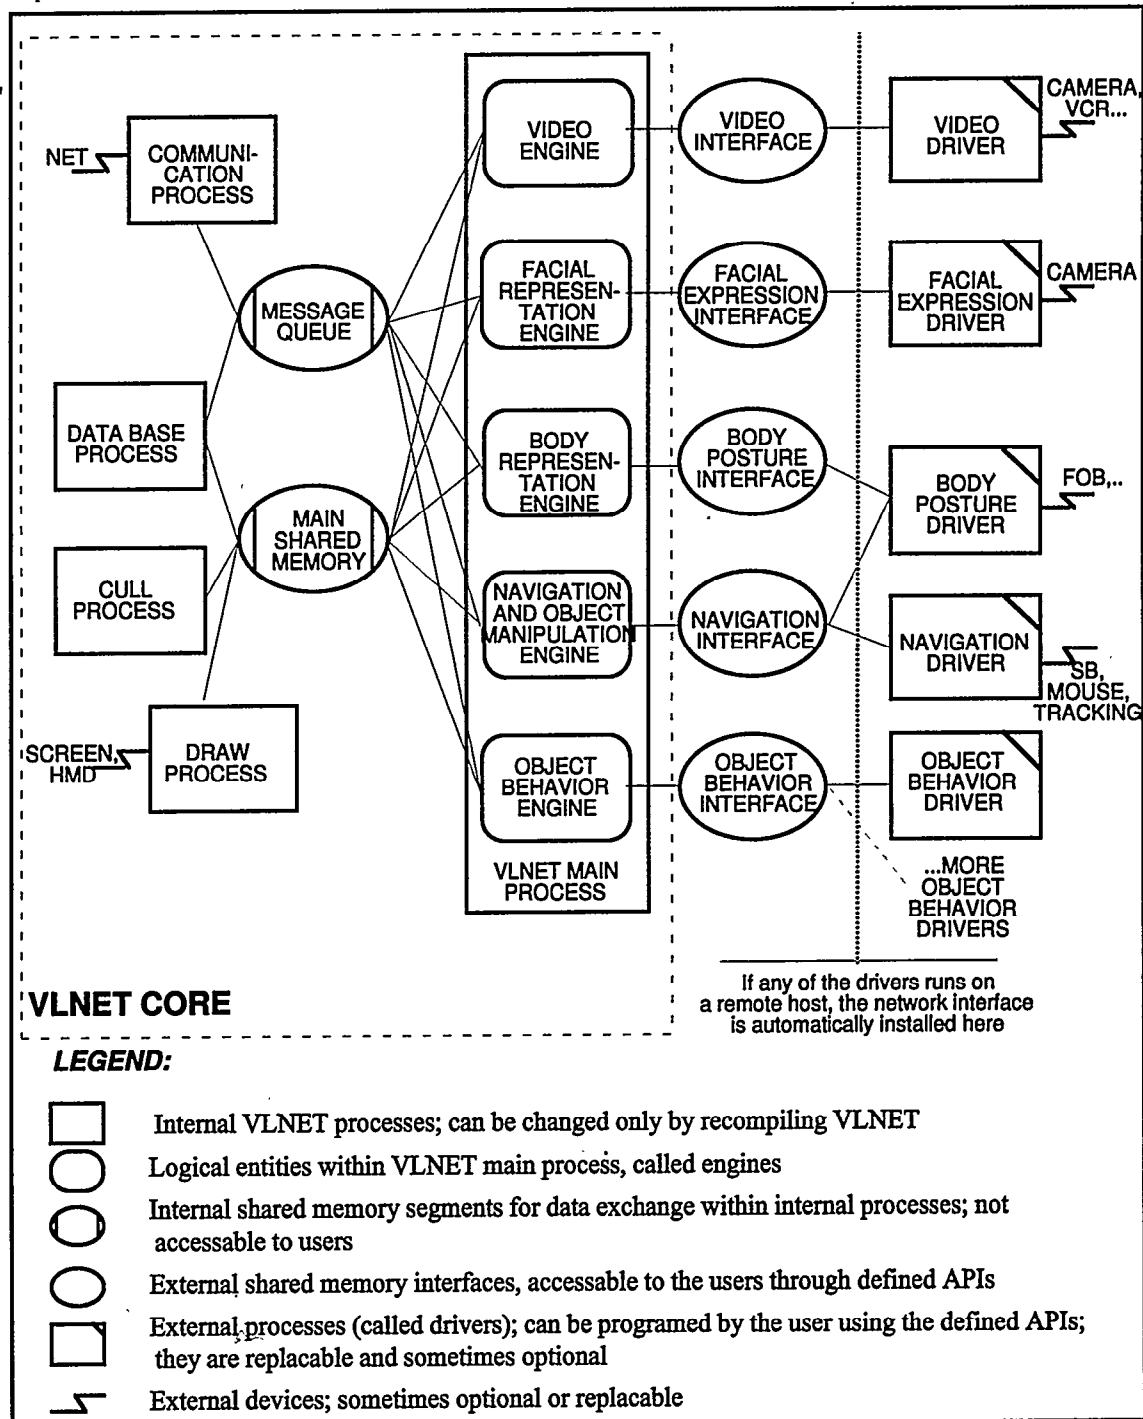 NET
COMMUNI-
CATION
PROCESS
MESSAGE
QUEUE
DATA BASE
PROCESS
MAIN
SHARED
MEMORY
CULL
PROCESS
SCREEN,
HMD
DRAW
PROCESS
VIDEO
ENGINE
FACIAL
REPRESEN-
TATION
ENGINE
BODY
REPRESEN-
TATION
ENGINE
NAVIGATION
AND OBJECT
MANIPULATION
ENGINE
OBJECT
BEHAVIOR
ENGINE
VLNET MAIN
PROCESS
VIDEO
INTERFACE
FACIAL
EXPRESSION
INTERFACE
BODY
POSTURE
INTERFACE
NAVIGATION
INTERFACE
OBJECT
BEHAVIOR
INTERFACE
VIDEO
DRIVER
CAMERA,
VCR...
FACIAL
EXPRESSION
DRIVER
CAMERA
BODY
POSTURE
DRIVER
FOB,..
NAVIGATION
DRIVER
SB,
MOUSE,
TRACKING
OBJECT
BEHAVIOR
DRIVER
...MORE
OBJECT
BEHAVIOR
DRIVERS
If any of the drivers runs on
a remote host, the network interface
is automatically installed here
VLNET CORE
LEGEND:
Internal VLNET processes; can be changed only by recompiling VLNET
Logical entities within VLNET main process, called engines
Internal shared memory segments for data exchange within internal processes; not
accessable to users
External shared memory interfaces, accessable to the users through defined APIs
External processes (called drivers); can be programed by the user using the defined APIs;
they are replacable and sometimes optional
External devices; sometimes optional or replacable